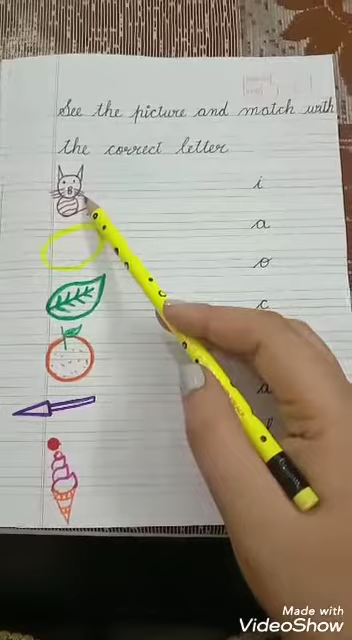 See the picture and match with
the correct letter
i
a
o
c
a
l
Made with
VideoShow